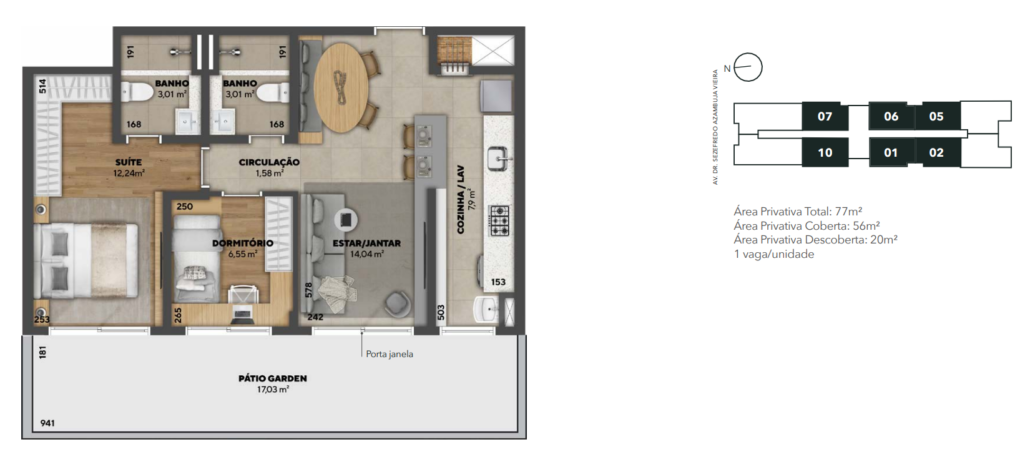 191
BANHO
3,01 m²
168
191
BANHO
3,01 m²
168
514
SUÍTE
12,24m²
CIRCULAÇÃO
1,58 m²
250
DORMITÓRIO
6,55 m²
265
ESTAR/JANTAR
14,04 m²
578
242
COZINHA / LAV
7,9 m²
153
503
253
Porta janela
181
PÁTIO GARDEN
17,03 m²
941
N
AV. DR. SEZEFREDO AZAMBUJA VIEIRA
07
06
05
10
01
02
Área Privativa Total: 77m²
Área Privativa Coberta: 56m²
Área Privativa Descoberta: 20m²
1 vaga/unidade